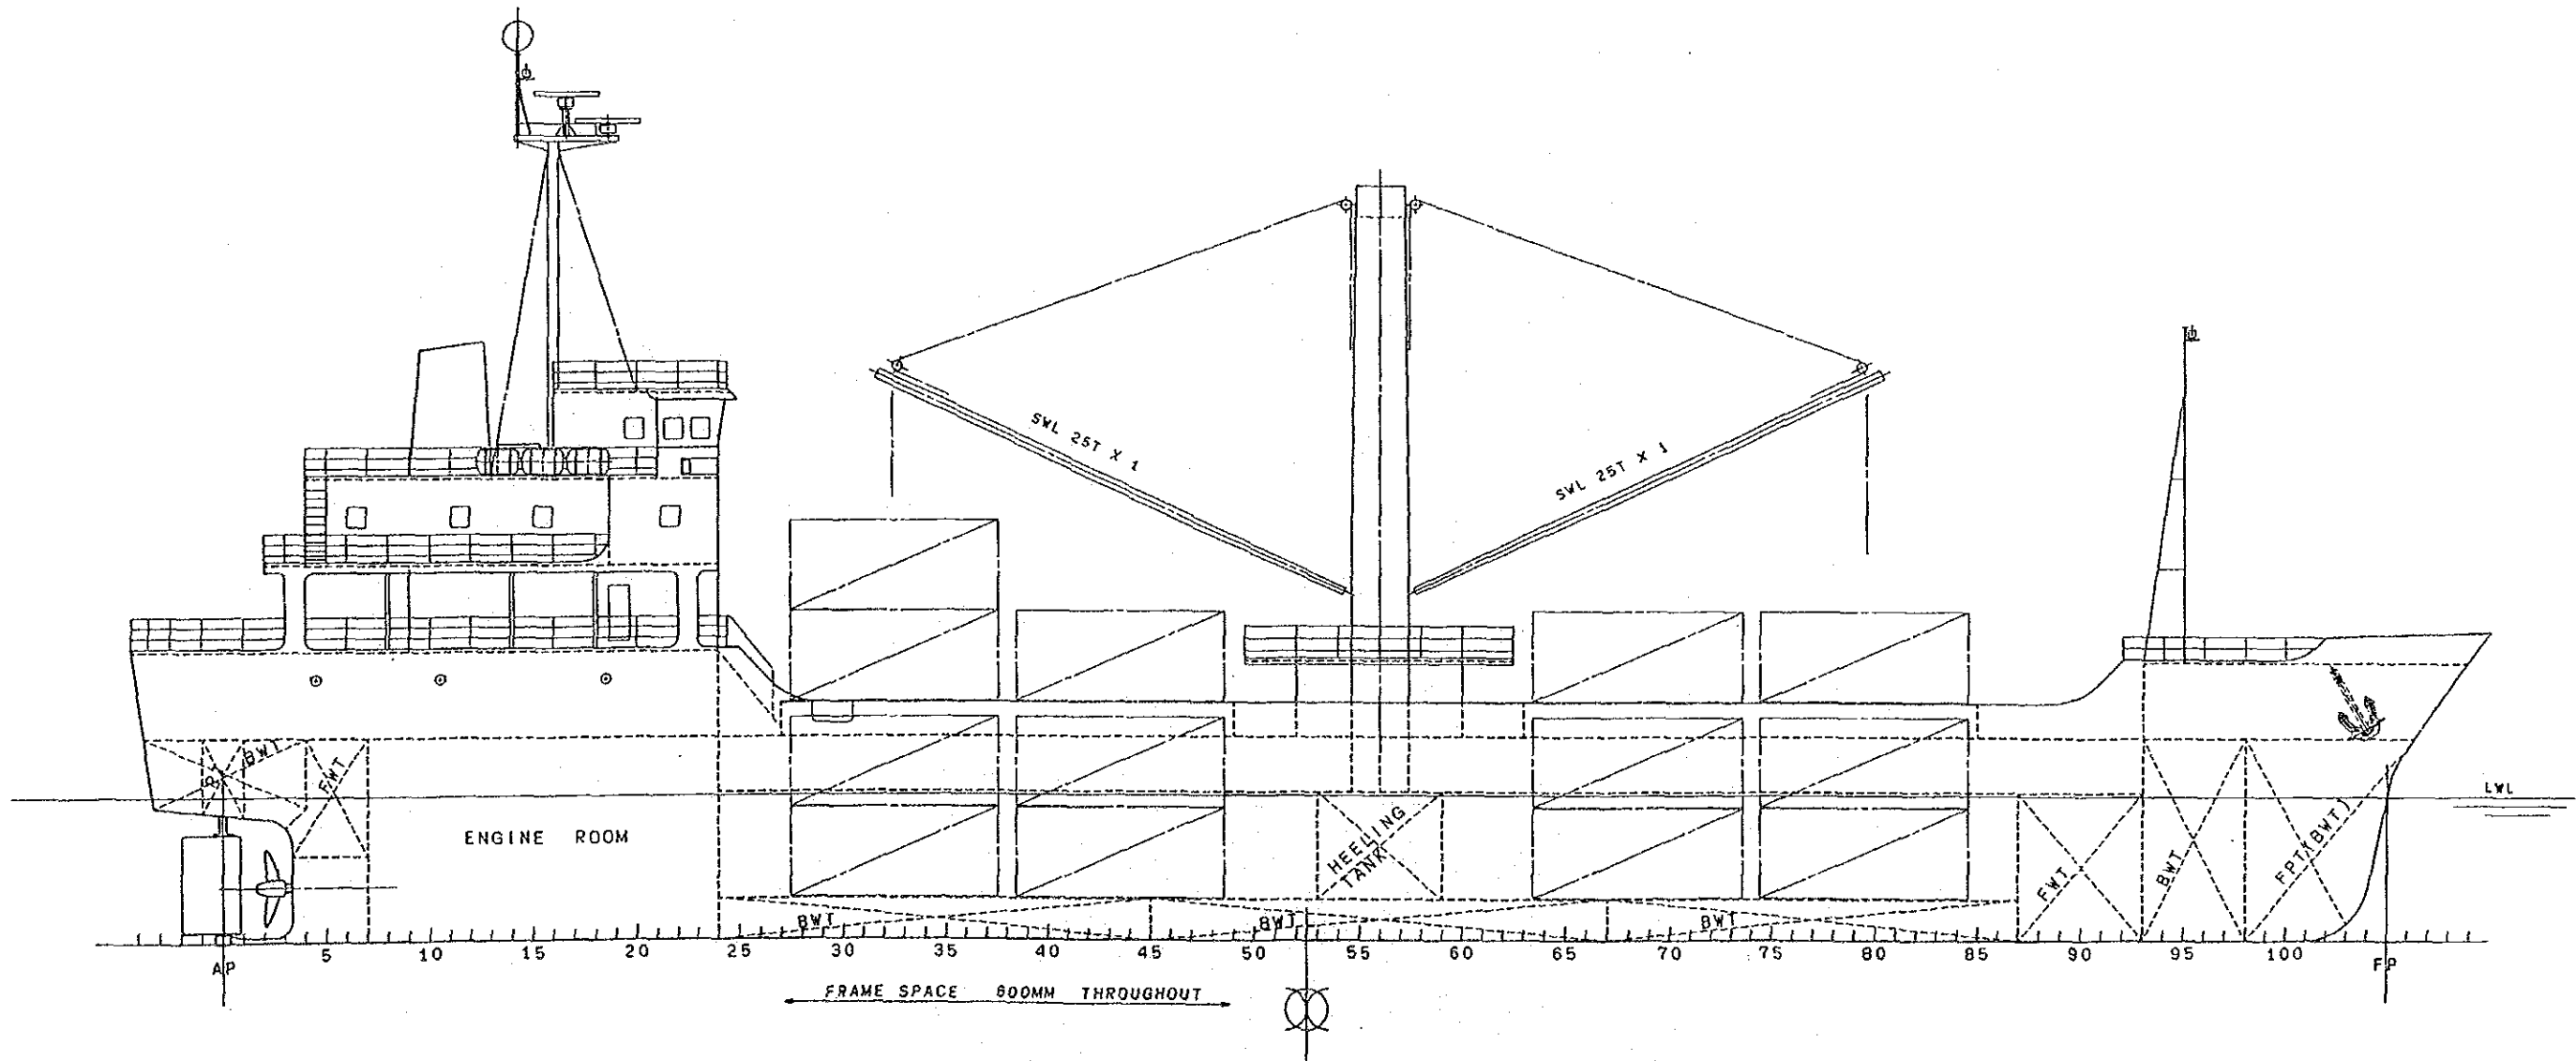 SWL 25T X 1
SWL 25T X 1
BWT
FWT
LWL
ENGINE ROOM
HEELING
TANK
FWT
BWT
FPT(BWT)
BWT
BWT
BWT
AP
5 10 15 20 25 30 35 40 45 50 55 60 65 70 75 80 85 90 95 100
FP
FRAME SPACE 600MM THROUGHOUT